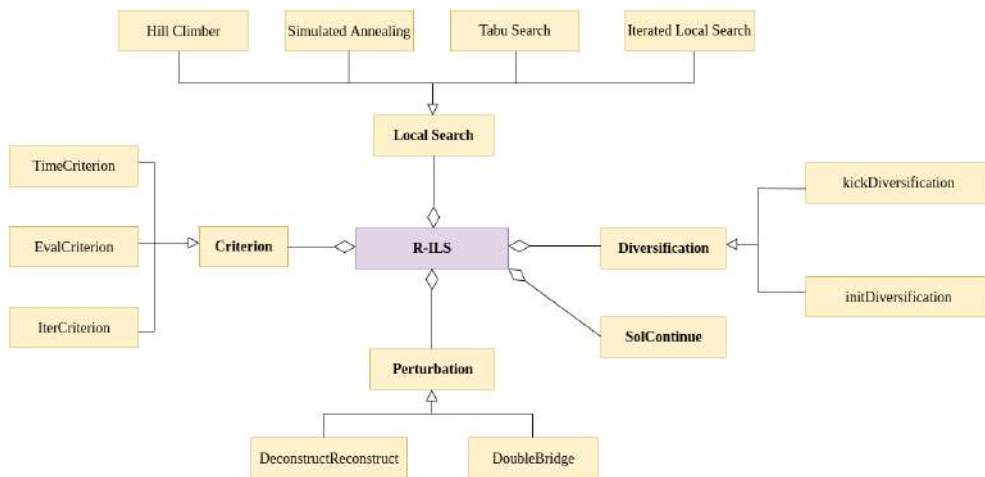 Hill Climber
Simulated Annealing
Tabu Search
Iterated Local Search
Local Search
TimeCriterion
kickDiversification
EvalCriterion
Criterion
R-ILS
Diversification
initDiversification
IterCriterion
SolContinue
Perturbation
DeconstructReconstruct
DoubleBridge